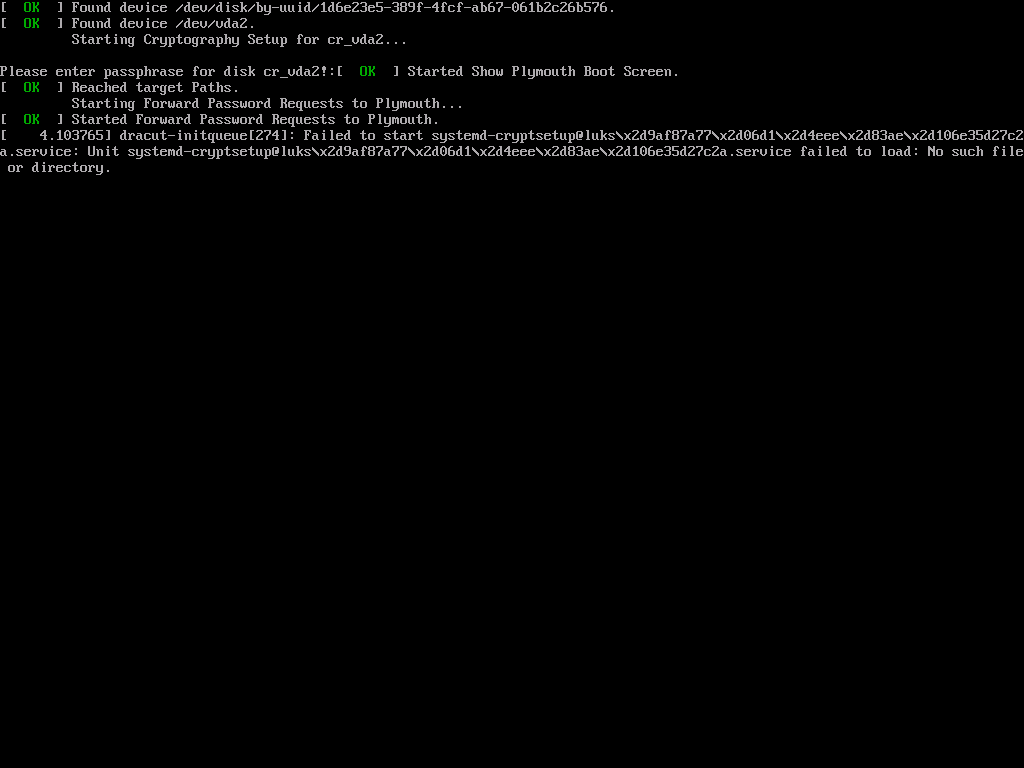 [  OK  ] Found device /dev/disk/by-uuid/1d6e23e5-389f-4fcf-ab67-061b2c26b576.
[  OK  ] Found device /dev/vda2.
         Starting Cryptography Setup for cr_vda2...
Please enter passphrase for disk cr_vda2!:[  OK  ] Started Show Plymouth Boot Screen.
[  OK  ] Reached target Paths.
         Starting Forward Password Requests to Plymouth...
[  OK  ] Started Forward Password Requests to Plymouth.
[    4.103765] dracut-initqueue[274]: Failed to start systemd-cryptsetup@luks\x2d9af87a77\x2d06d1\x2d4eee\x2d83ae\x2d106e35d27c2
a.service: Unit systemd-cryptsetup@luks\x2d9af87a77\x2d06d1\x2d4eee\x2d83ae\x2d106e35d27c2a.service failed to load: No such file
 or directory.